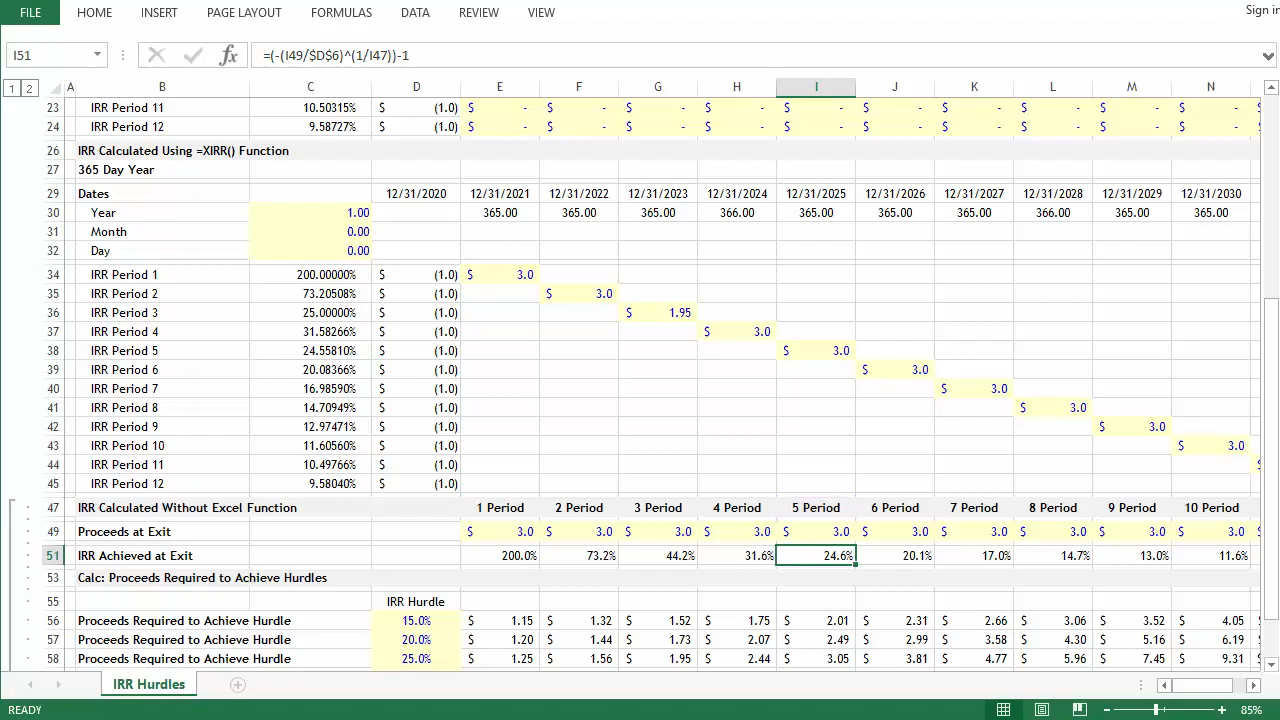 FILE HOME INSERT PAGE LAYOUT FORMULAS DATA REVIEW VIEW Sign in
I51 fx =(-(I49/$D$6)^(1/I47))-1
1 2 A B C D E F G H I J K L M N
23 IRR Period 11 10.50315% $ (1.0) $ - $ - $ - $ - $ - $ - $ - $ - $ - $ -
24 IRR Period 12 9.58727% $ (1.0) $ - $ - $ - $ - $ - $ - $ - $ - $ - $ -
26 IRR Calculated Using =XIRR() Function
27 365 Day Year
29 Dates 12/31/2020 12/31/2021 12/31/2022 12/31/2023 12/31/2024 12/31/2025 12/31/2026 12/31/2027 12/31/2028 12/31/2029 12/31/2030
30 Year 1.00 365.00 365.00 365.00 366.00 365.00 365.00 365.00 366.00 365.00 365.00
31 Month 0.00
32 Day 0.00
34 IRR Period 1 200.00000% $ (1.0) $ 3.0
35 IRR Period 2 73.20508% $ (1.0) $ 3.0
36 IRR Period 3 25.00000% $ (1.0) $ 1.95
37 IRR Period 4 31.58266% $ (1.0) $ 3.0
38 IRR Period 5 24.55810% $ (1.0) $ 3.0
39 IRR Period 6 20.08366% $ (1.0) $ 3.0
40 IRR Period 7 16.98590% $ (1.0) $ 3.0
41 IRR Period 8 14.70949% $ (1.0) $ 3.0
42 IRR Period 9 12.97471% $ (1.0) $ 3.0
43 IRR Period 10 11.60560% $ (1.0) $ 3.0
44 IRR Period 11 10.49766% $ (1.0)
45 IRR Period 12 9.58040% $ (1.0)
47 IRR Calculated Without Excel Function 1 Period 2 Period 3 Period 4 Period 5 Period 6 Period 7 Period 8 Period 9 Period 10 Period
49 Proceeds at Exit $ 3.0 $ 3.0 $ 3.0 $ 3.0 $ 3.0 $ 3.0 $ 3.0 $ 3.0 $ 3.0 $ 3.0 $
51 IRR Achieved at Exit 200.0% 73.2% 44.2% 31.6% 24.6% 20.1% 17.0% 14.7% 13.0% 11.6%
53 Calc: Proceeds Required to Achieve Hurdles
55 IRR Hurdle
56 Proceeds Required to Achieve Hurdle 15.0% $ 1.15 $ 1.32 $ 1.52 $ 1.75 $ 2.01 $ 2.31 $ 2.66 $ 3.06 $ 3.52 $ 4.05
57 Proceeds Required to Achieve Hurdle 20.0% $ 1.20 $ 1.44 $ 1.73 $ 2.07 $ 2.49 $ 2.99 $ 3.58 $ 4.30 $ 5.16 $ 6.19
58 Proceeds Required to Achieve Hurdle 25.0% $ 1.25 $ 1.56 $ 1.95 $ 2.44 $ 3.05 $ 3.81 $ 4.77 $ 5.96 $ 7.45 $ 9.31
IRR Hurdles
READY 85%